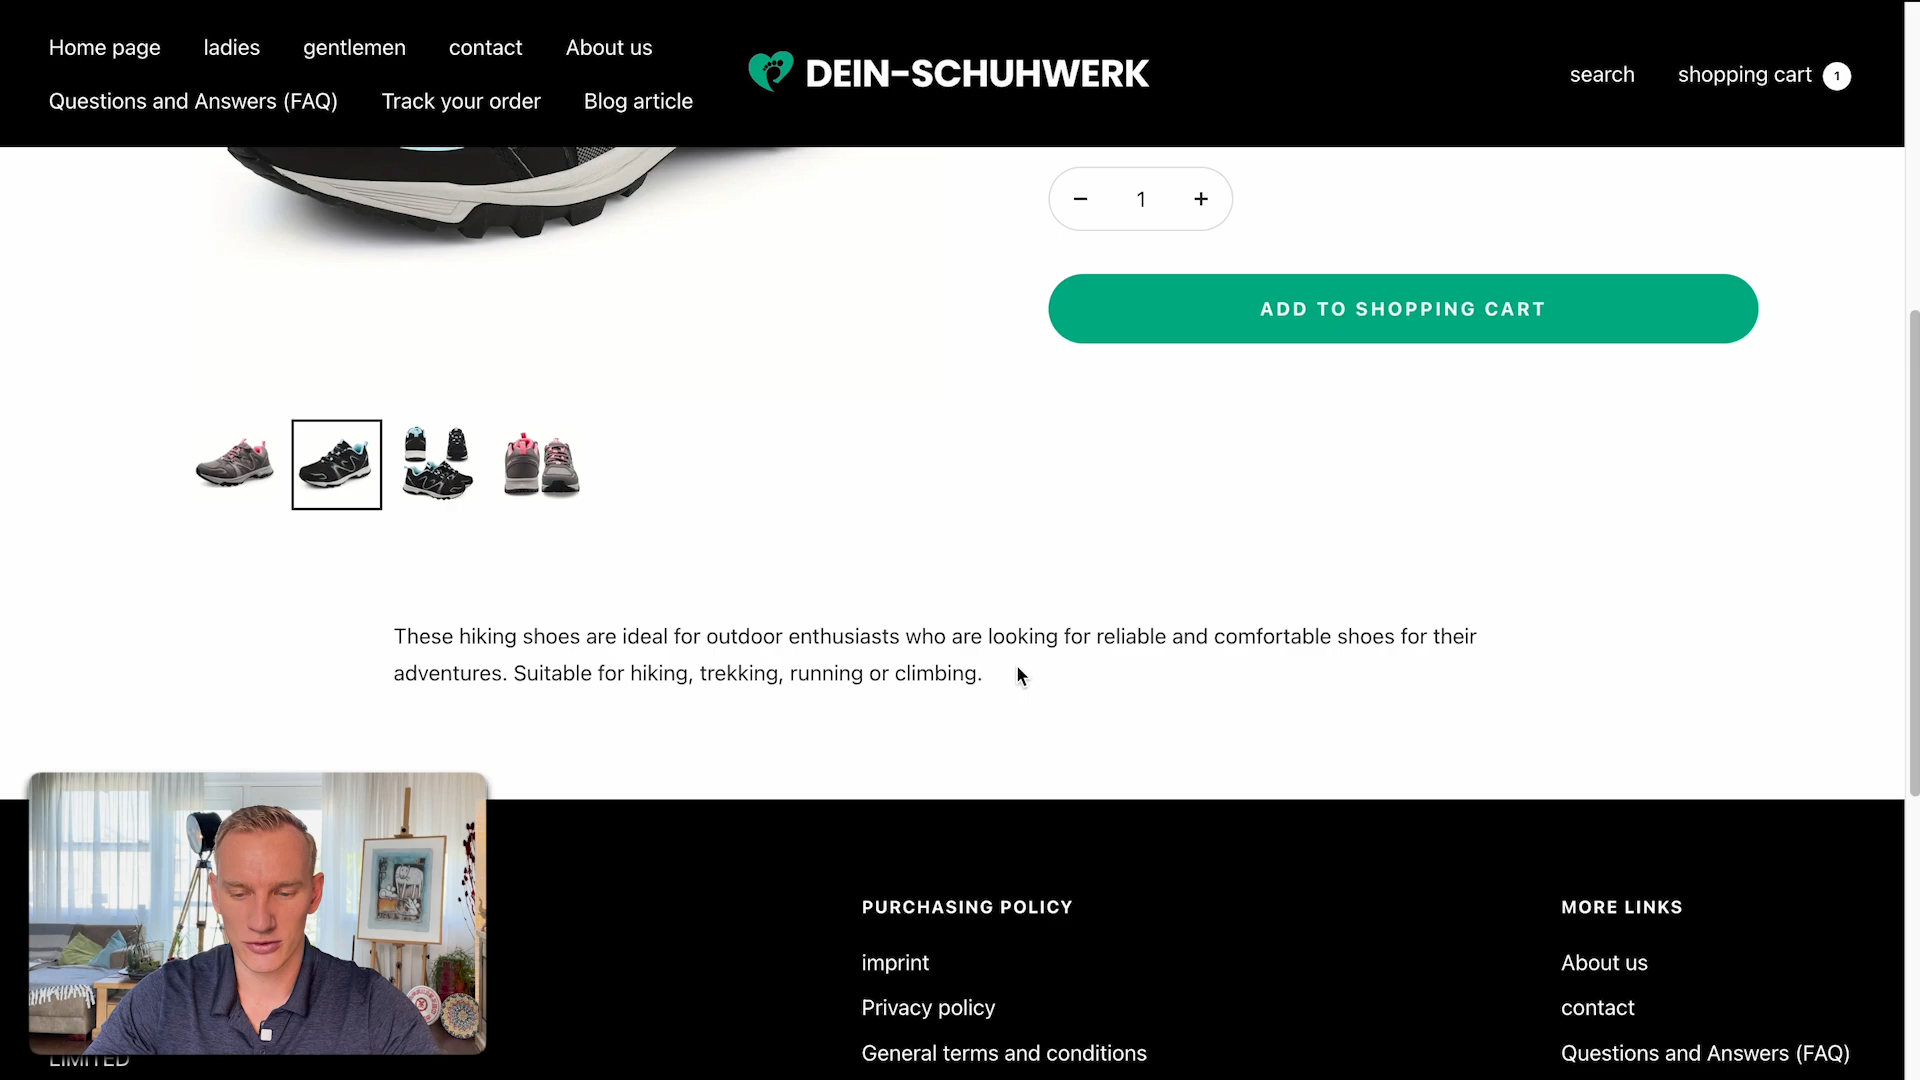 Home page ladies gentlemen contact About us
Questions and Answers (FAQ) Track your order Blog article
DEIN-SCHUHWERK
search shopping cart 1
− 1 +
ADD TO SHOPPING CART
These hiking shoes are ideal for outdoor enthusiasts who are looking for reliable and comfortable shoes for their
adventures. Suitable for hiking, trekking, running or climbing.
LIMITED
PURCHASING POLICY
imprint
Privacy policy
General terms and conditions
MORE LINKS
About us
contact
Questions and Answers (FAQ)